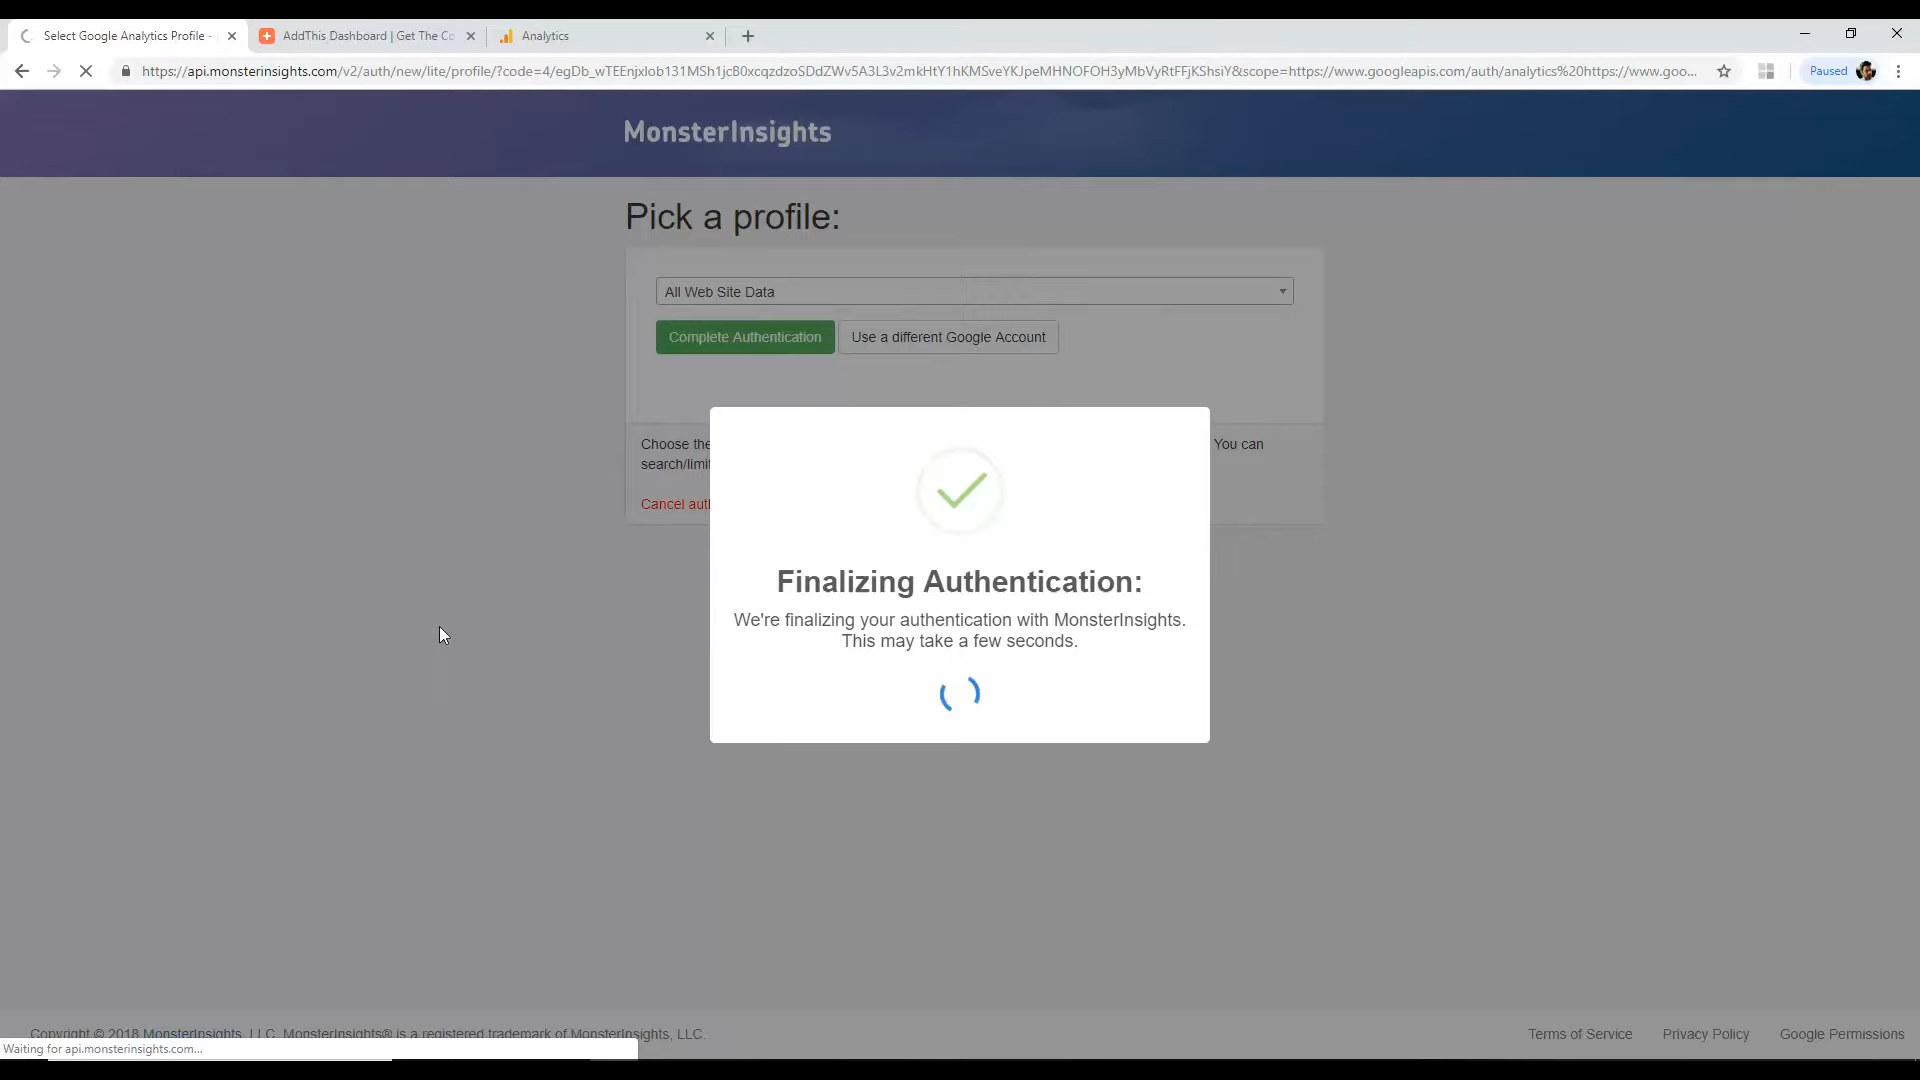 Select Google Analytics Profile -
AddThis Dashboard | Get The Co
Analytics
https://api.monsterinsights.com/v2/auth/new/lite/profile/?code=4/egDb_wTEEnjxlob131MSh1jcB0xcqzdzoSDdZWv5A3L3v2mkHtY1hKMSveYKJpeMHNOFOH3yMbVyRtFFjKShsiY&scope=https://www.googleapis.com/auth/analytics%20https://www.goo...
Paused
MonsterInsights
Pick a profile:
All Web Site Data
Complete Authentication
Use a different Google Account
Choose the
You can
search/limit
Cancel auth
Finalizing Authentication:
We're finalizing your authentication with MonsterInsights.
This may take a few seconds.
Copyright © 2018 MonsterInsights, LLC. MonsterInsights® is a registered trademark of MonsterInsights, LLC.
Terms of Service
Privacy Policy
Google Permissions
Waiting for api.monsterinsights.com...